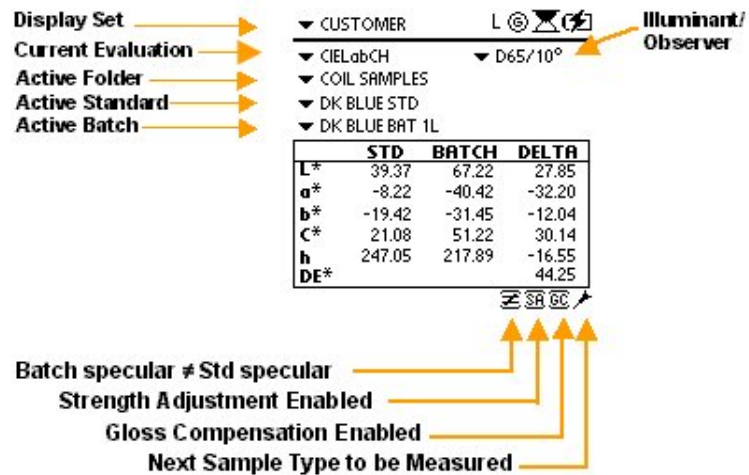 Display Set
CUSTOMER L G
Illuminant/
Observer
Current Evaluation
CIELabCH D65/10°
Active Folder
COIL SAMPLES
Active Standard
DK BLUE STD
Active Batch
DK BLUE BAT 1L
STD BATCH DELTA
L* 39.37 67.22 27.85
a* -8.22 -40.42 -32.20
b* -19.42 -31.45 -12.04
C* 21.08 51.22 30.14
h 247.05 217.89 -16.55
DE* 44.25
≠ SA GC
Batch specular ≠ Std specular
Strength Adjustment Enabled
Gloss Compensation Enabled
Next Sample Type to be Measured